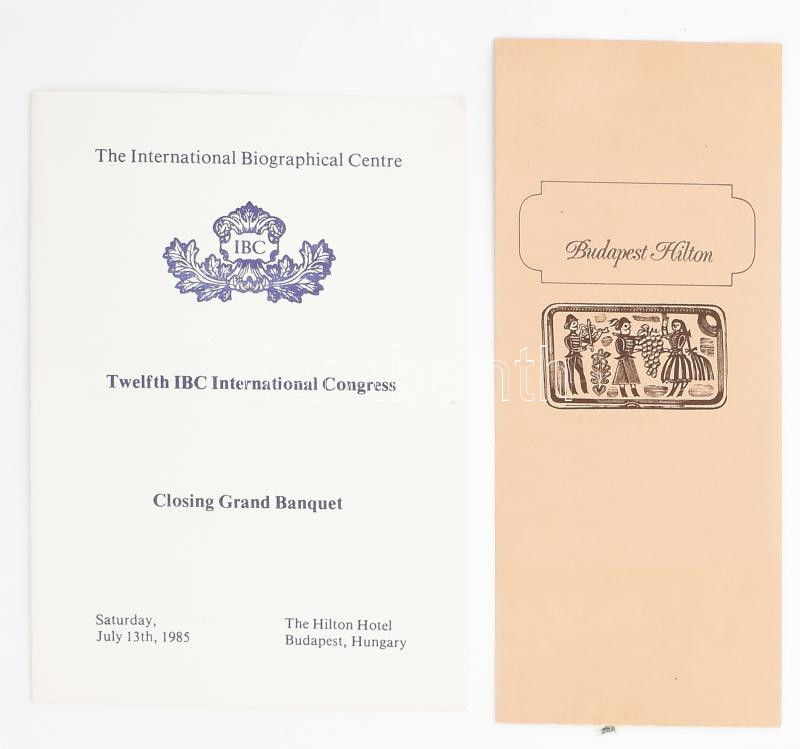 The International Biographical Centre
IBC
Twelfth IBC International Congress
Closing Grand Banquet
Saturday,
July 13th, 1985
The Hilton Hotel
Budapest, Hungary
Budapest Hilton